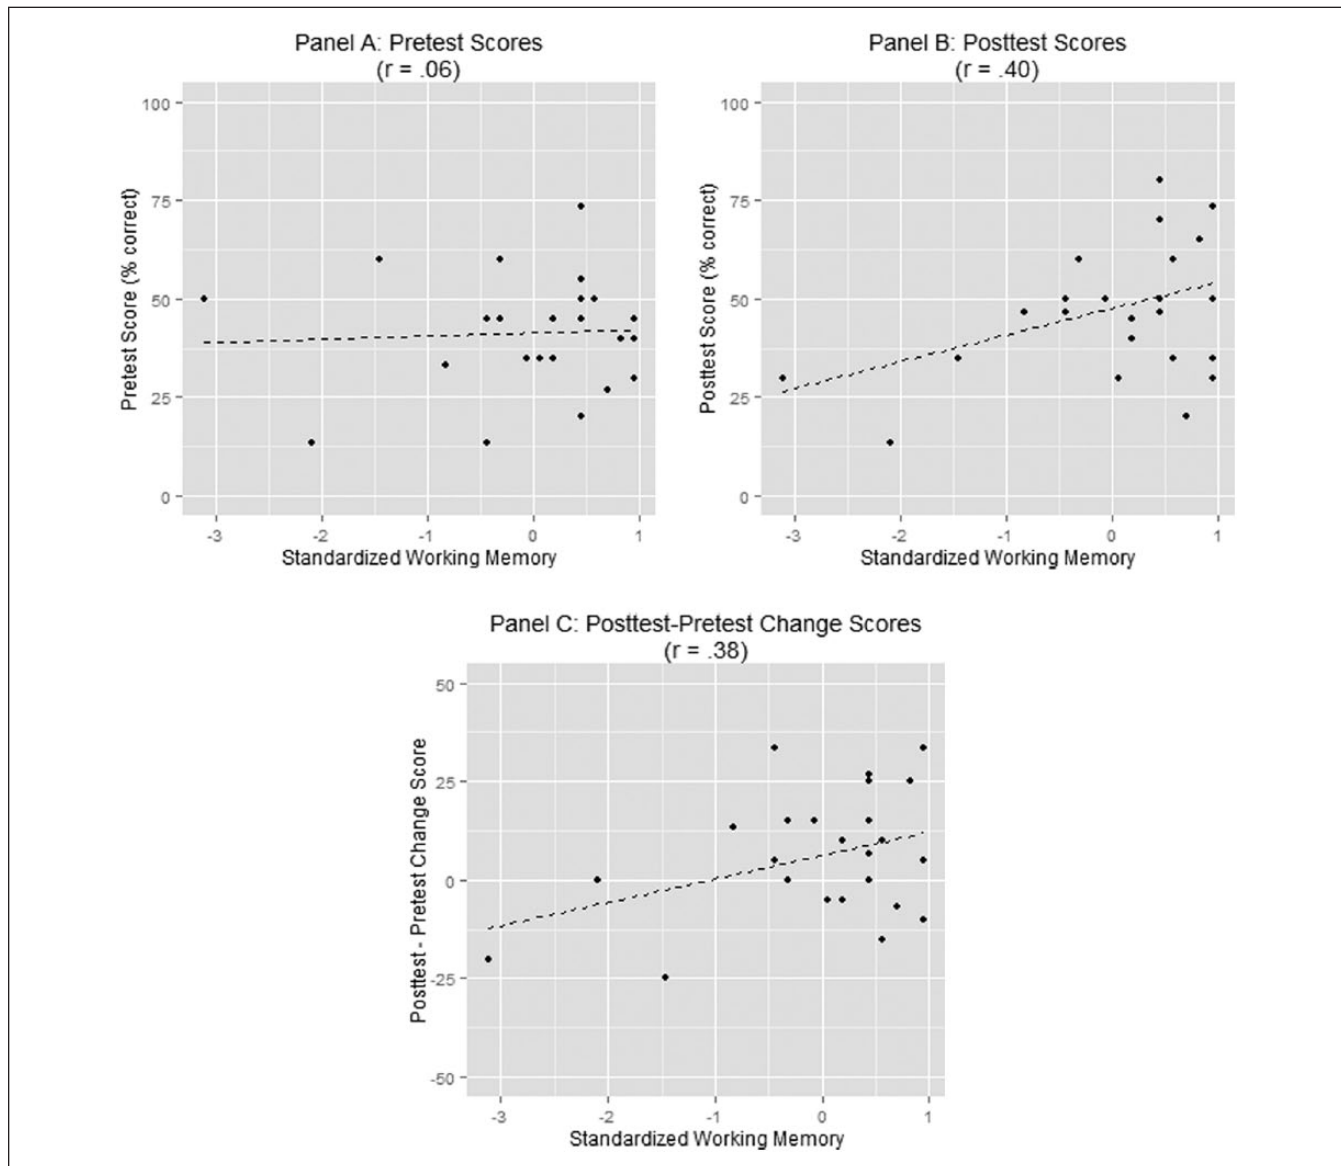 Panel A: Pretest Scores
(r = .06)
100
75
50
25
0
Pretest Score (% correct)
-3 -2 -1 0 1
Standardized Working Memory
Panel B: Posttest Scores
(r = .40)
100
75
50
25
0
Posttest Score (% correct)
-3 -2 -1 0 1
Standardized Working Memory
Panel C: Posttest-Pretest Change Scores
(r = .38)
50
25
0
-25
-50
Posttest - Pretest Change Score
-3 -2 -1 0 1
Standardized Working Memory